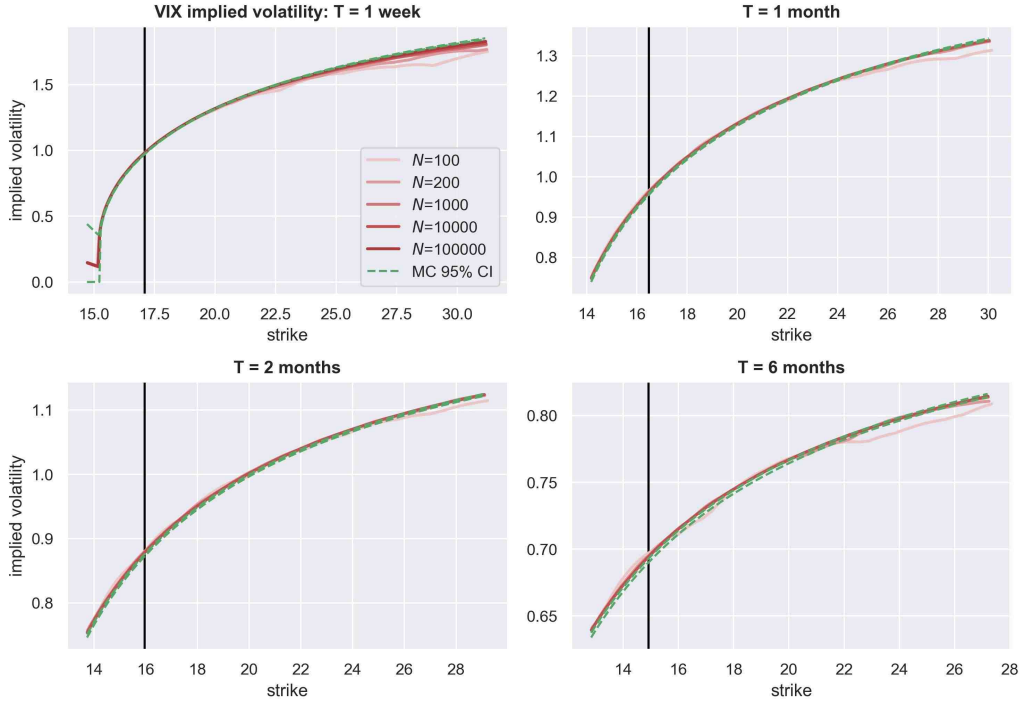 VIX implied volatility: T = 1 week
T = 1 month
1.5
1.0
0.5
0.0
implied volatility
N=100
N=200
N=1000
N=10000
N=100000
MC 95% CI
15.0 17.5 20.0 22.5 25.0 27.5 30.0
strike
1.3
1.2
1.1
1.0
0.9
0.8
14 16 18 20 22 24 26 28 30
strike
T = 2 months
T = 6 months
1.1
1.0
0.9
0.8
implied volatility
14 16 18 20 22 24 26 28
strike
0.80
0.75
0.70
0.65
14 16 18 20 22 24 26 28
strike